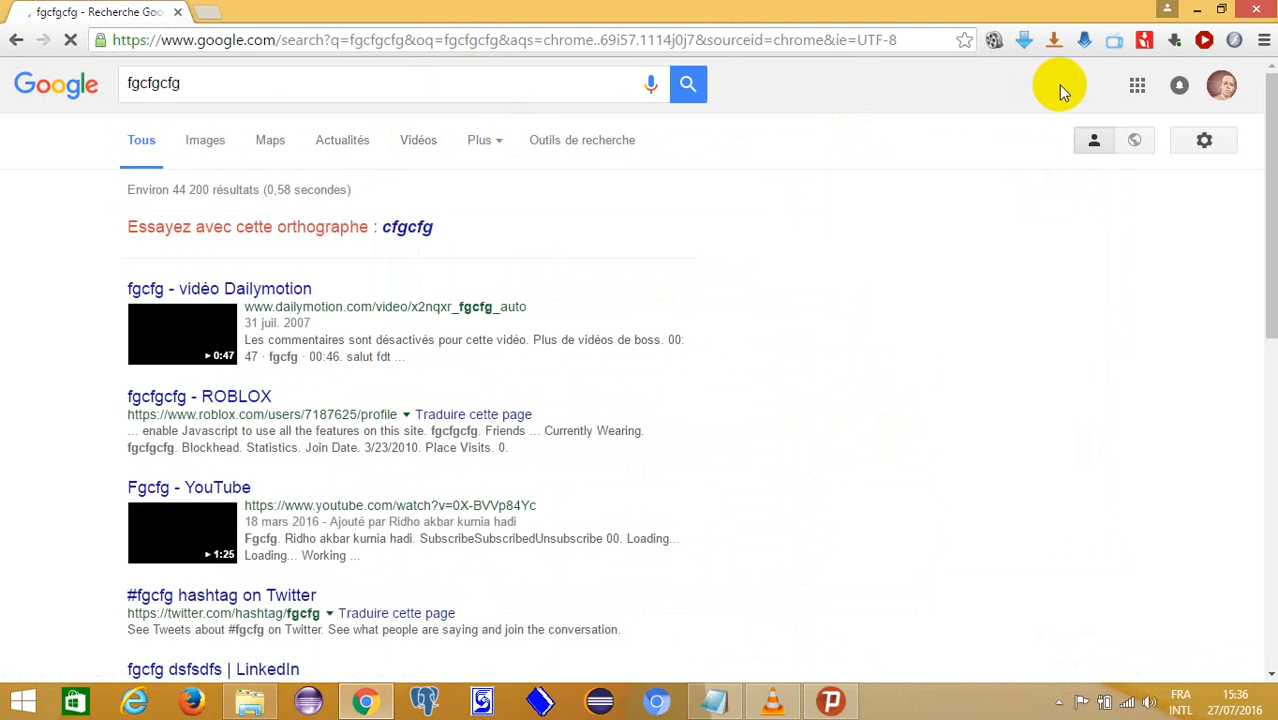 fgcfgcfg - Recherche Goo
https://www.google.com/search?q=fgcfgcfg&oq=fgcfgcfg&aqs=chrome..69i57.1114j0j7&sourceid=chrome&ie=UTF-8
Google
fgcfgcfg
Tous Images Maps Actualités Vidéos Plus Outils de recherche
Environ 44 200 résultats (0,58 secondes)
Essayez avec cette orthographe : cfgcfg
fgcfg - vidéo Dailymotion
www.dailymotion.com/video/x2nqxr_fgcfg_auto
31 juil. 2007
Les commentaires sont désactivés pour cette vidéo. Plus de vidéos de boss. 00:
47 · fgcfg · 00:46. salut fdt ...
0:47
fgcfgcfg - ROBLOX
https://www.roblox.com/users/7187625/profile Traduire cette page
... enable Javascript to use all the features on this site. fgcfgcfg. Friends ... Currently Wearing.
fgcfgcfg. Blockhead. Statistics. Join Date. 3/23/2010. Place Visits. 0.
Fgcfg - YouTube
https://www.youtube.com/watch?v=0X-BVVp84Yc
18 mars 2016 - Ajouté par Ridho akbar kurnia hadi
Fgcfg. Ridho akbar kurnia hadi. SubscribeSubscribedUnsubscribe 00. Loading...
Loading... Working ...
1:25
#fgcfg hashtag on Twitter
https://twitter.com/hashtag/fgcfg Traduire cette page
See Tweets about #fgcfg on Twitter. See what people are saying and join the conversation.
fgcfg dsfsdfs | LinkedIn
FRA 15:36
INTL 27/07/2016